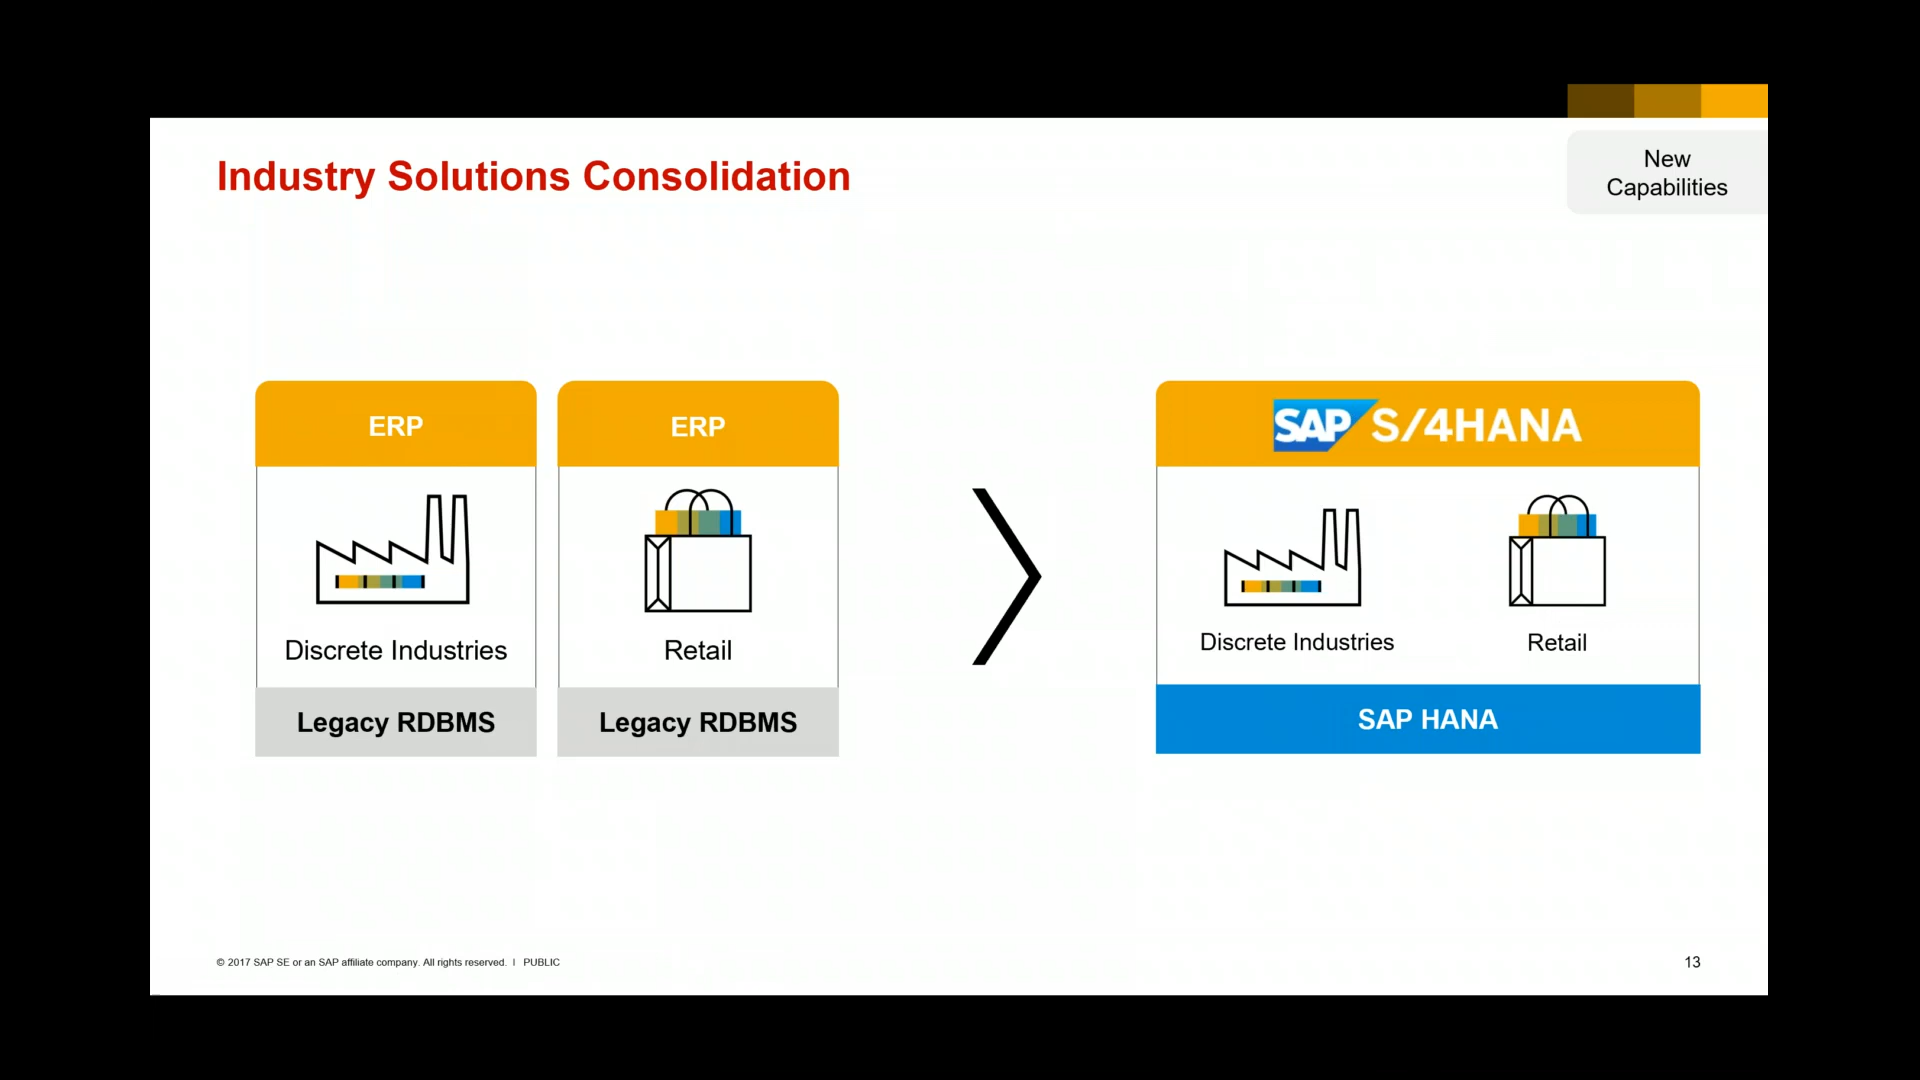 Industry Solutions Consolidation
New
Capabilities
ERP
Discrete Industries
Legacy RDBMS
ERP
Retail
Legacy RDBMS
SAP S/4HANA
Discrete Industries
Retail
SAP HANA
© 2017 SAP SE or an SAP affiliate company. All rights reserved. I PUBLIC
13